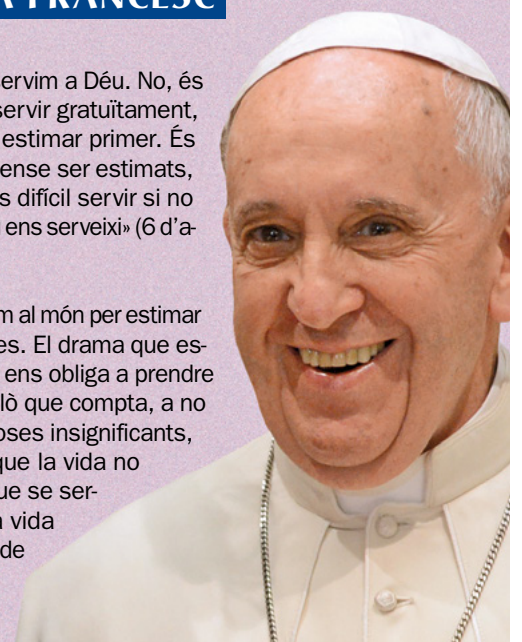 FRANCESC
servim a Déu. No, és
servir gratuïtament,
estimar primer. És
ense ser estimats,
s difícil servir si no
ens serveixi» (6 d’a-
m al món per estimar
es. El drama que es-
ens obliga a prendre
lò que compta, a no
oses insignificants,
que la vida no
ue se ser-
vida
de